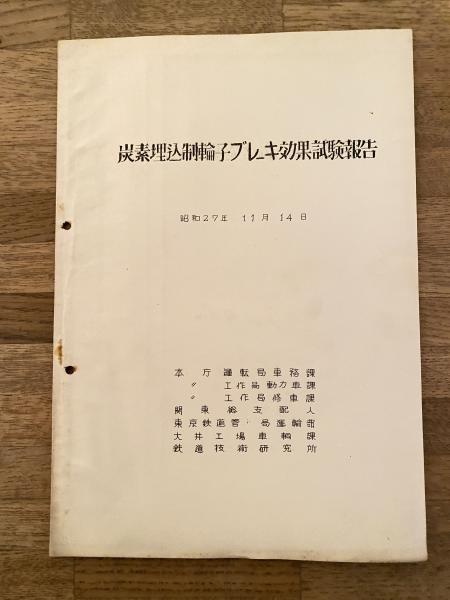 炭素埋込制輪子ブレーキ効果試験報告
昭和27年 11月 14日
本庁運転局車務課
〃 工作局動力車課
〃 工作局修車課
関東総支配人
東京鉄道管理局運輸部
大井工場車輌課
鉄道技術研究所